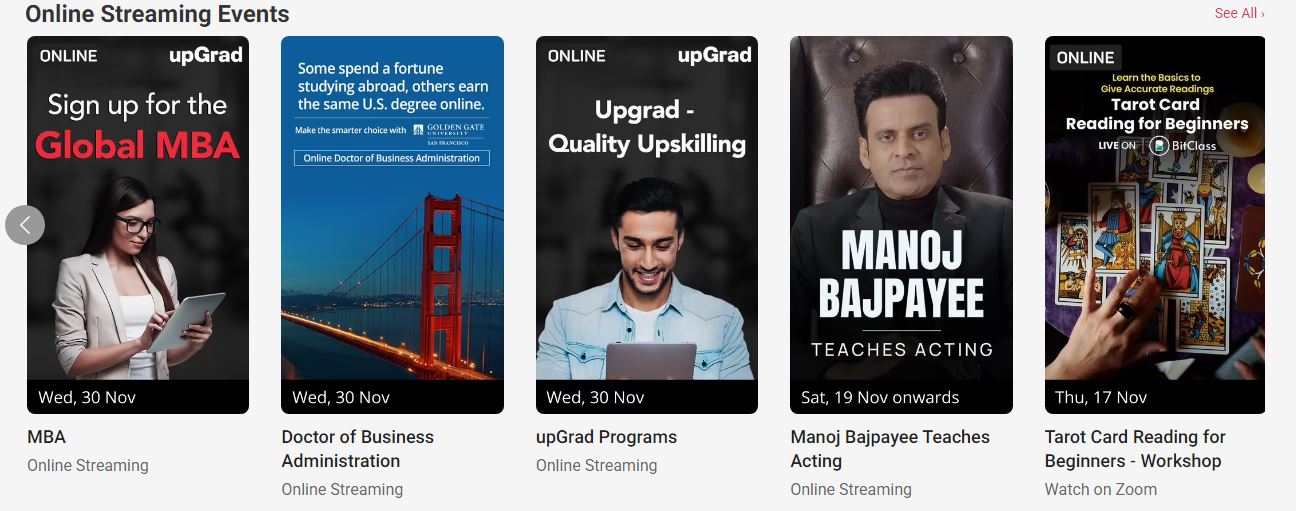 Online Streaming Events
See All ›
ONLINE
upGrad
Sign up for the
Global MBA
Wed, 30 Nov
MBA
Online Streaming
Some spend a fortune
studying abroad, others earn
the same U.S. degree online.
Make the smarter choice with
GOLDEN GATE
UNIVERSITY
SAN FRANCISCO
Online Doctor of Business Administration
Wed, 30 Nov
Doctor of Business
Administration
Online Streaming
ONLINE
upGrad
Upgrad -
Quality Upskilling
Wed, 30 Nov
upGrad Programs
Online Streaming
MANOJ
BAJPAYEE
TEACHES ACTING
Sat, 19 Nov onwards
Manoj Bajpayee Teaches
Acting
Online Streaming
ONLINE
Learn the Basics to
Give Accurate Readings
Tarot Card
Reading for Beginners
LIVE ON BitClass
Thu, 17 Nov
Tarot Card Reading for
Beginners - Workshop
Watch on Zoom